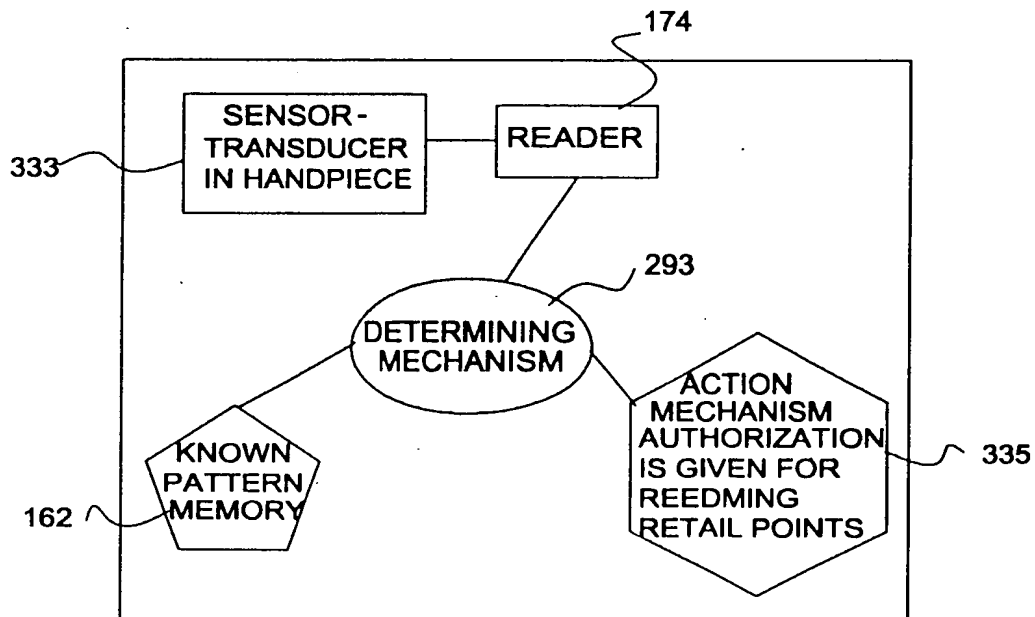 174
SENSOR-
TRANSDUCER
IN HANDPIECE
READER
333
293
DETERMINING
MECHANISM
ACTION
MECHANISM
AUTHORIZATION
IS GIVEN FOR
REEDMING
RETAIL POINTS
335
KNOWN
PATTERN
MEMORY
162